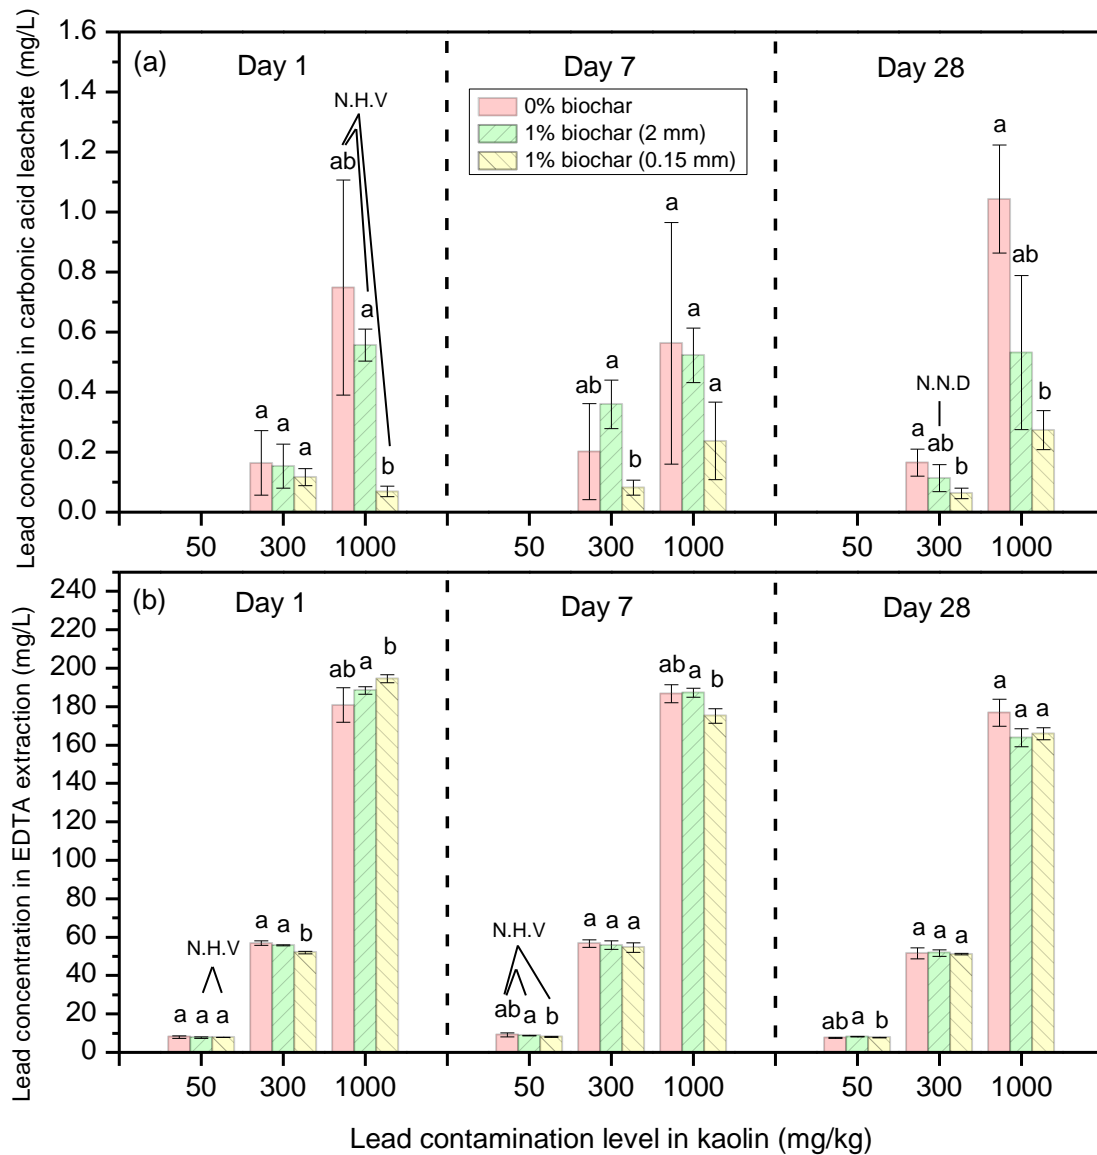 Lead concentration in carbonic acid leachate (mg/L)
1.6
1.4
1.2
1.0
0.8
0.6
0.4
0.2
0.0
(a)
Day 1
Day 7
Day 28
0% biochar
1% biochar (2 mm)
1% biochar (0.15 mm)
N.H.V
ab
a
b
a
a
a
a
a
a
ab
a
b
a
ab
b
N.N.D
a
ab
b
50
300
1000
50
300
1000
50
300
1000
Lead concentration in EDTA extraction (mg/L)
240
220
200
180
160
140
120
100
80
60
40
20
0
(b)
Day 1
Day 7
Day 28
ab
a
b
ab
a
b
a
a
a
N.H.V
a
a
b
N.H.V
a
a
a
a
a
a
a
a
a
ab
a
b
ab
a
b
50
300
1000
50
300
1000
50
300
1000
Lead contamination level in kaolin (mg/kg)